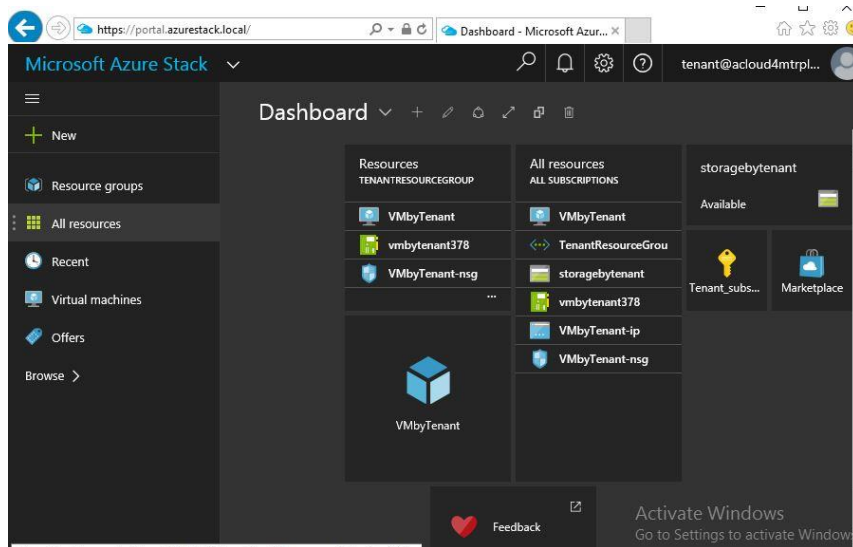 https://portal.azurestack.local/
Dashboard - Microsoft Azur...
Microsoft Azure Stack
tenant@acloud4mtrpl...
Dashboard
New
Resource groups
All resources
Recent
Virtual machines
Offers
Browse
Resources
TENANTRESOURCEGROUP
VMbyTenant
vmbytenant378
VMbyTenant-nsg
...
VMbyTenant
All resources
ALL SUBSCRIPTIONS
VMbyTenant
TenantResourceGrou
storagebytenant
vmbytenant378
VMbyTenant-ip
VMbyTenant-nsg
storagebytenant
Available
Tenant_subs...
Marketplace
Feedback
Activate Windows
Go to Settings to activate Windows